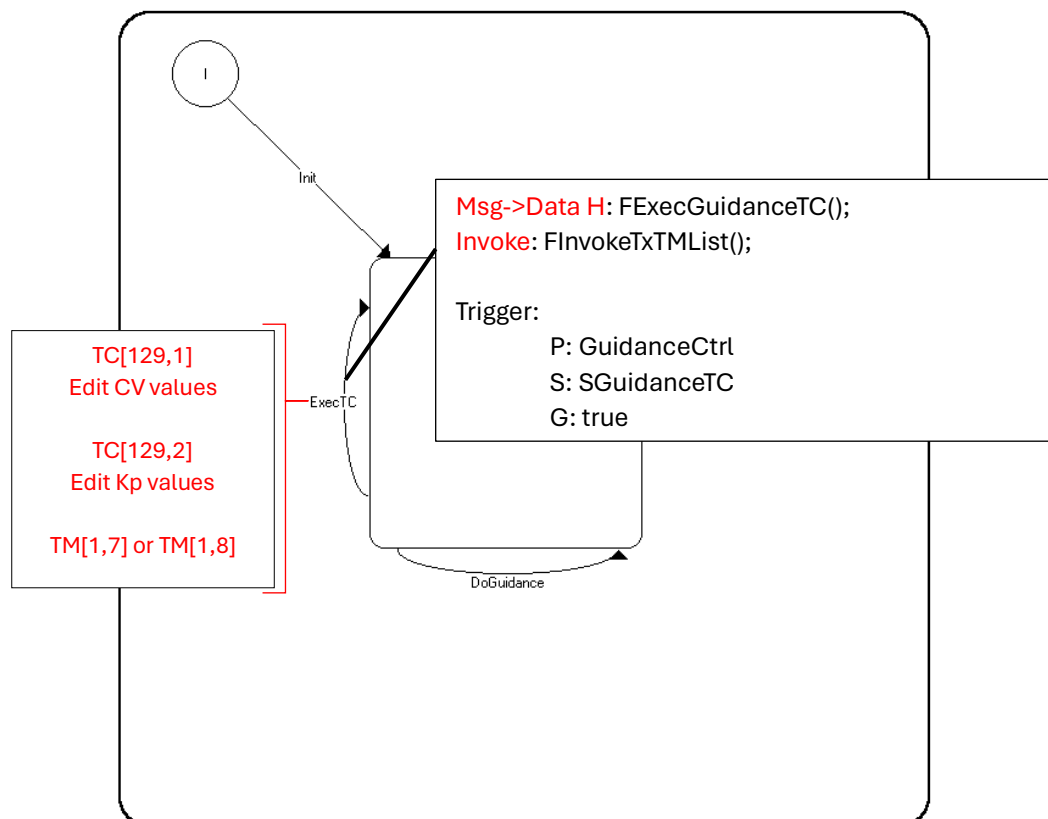 I
Init
Msg->Data H: FExecGuidanceTC();
Invoke: FInvokeTxTMList();
Trigger:
P: GuidanceCtrl
S: SGuidanceTC
G: true
TC[129,1]
Edit CV values
TC[129,2]
Edit Kp values
TM[1,7] or TM[1,8]
ExecTC
DoGuidance